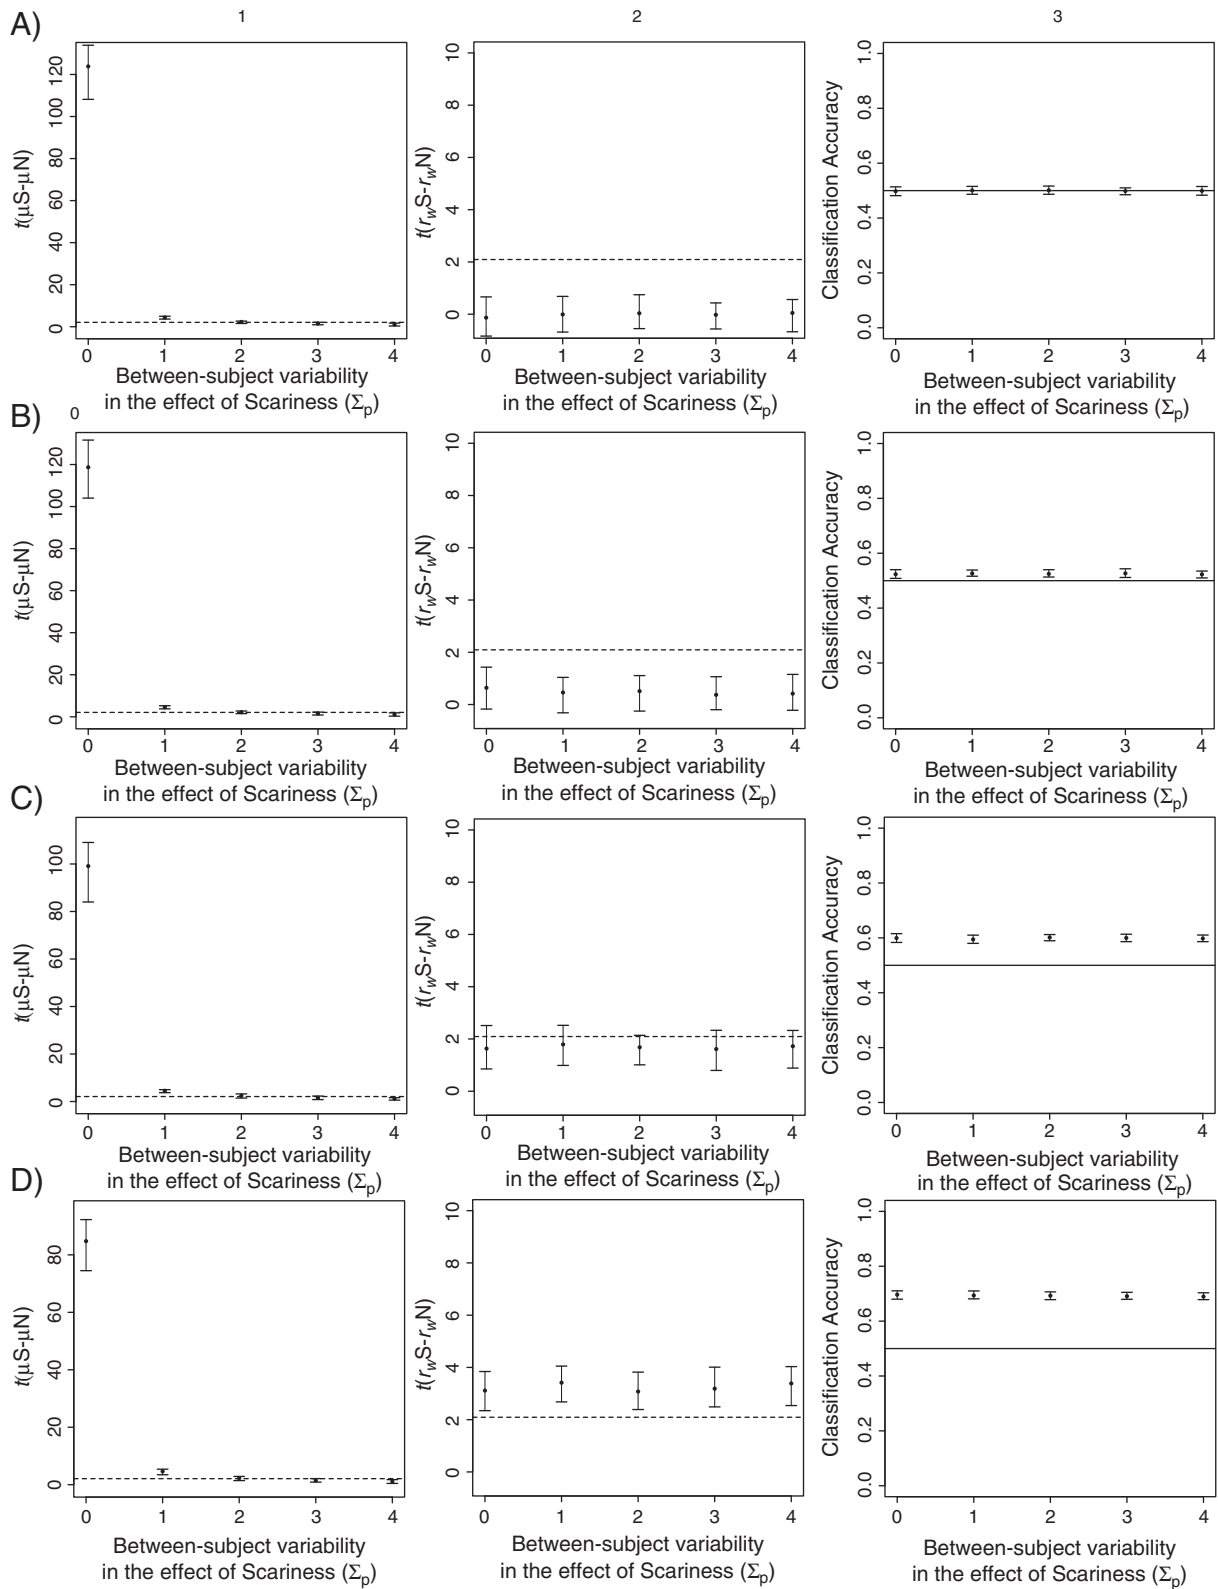 1 2 3
A)
t(μS-μN)
0 20 40 60 80 100 120
0 1 2 3 4
Between-subject variability
in the effect of Scariness (Σp)
t(rwS-rwN)
0 2 4 6 8 10
0 1 2 3 4
Between-subject variability
in the effect of Scariness (Σp)
Classification Accuracy
0.0 0.2 0.4 0.6 0.8 1.0
0 1 2 3 4
Between-subject variability
in the effect of Scariness (Σp)
0
B)
t(μS-μN)
0 20 40 60 80 100 120
0 1 2 3 4
Between-subject variability
in the effect of Scariness (Σp)
t(rwS-rwN)
0 2 4 6 8 10
0 1 2 3 4
Between-subject variability
in the effect of Scariness (Σp)
Classification Accuracy
0.0 0.2 0.4 0.6 0.8 1.0
0 1 2 3 4
Between-subject variability
in the effect of Scariness (Σp)
C)
t(μS-μN)
0 20 40 60 80 100
0 1 2 3 4
Between-subject variability
in the effect of Scariness (Σp)
t(rwS-rwN)
0 2 4 6 8 10
0 1 2 3 4
Between-subject variability
in the effect of Scariness (Σp)
Classification Accuracy
0.0 0.2 0.4 0.6 0.8 1.0
0 1 2 3 4
Between-subject variability
in the effect of Scariness (Σp)
D)
t(μS-μN)
0 20 40 60 80
0 1 2 3 4
Between-subject variability
in the effect of Scariness (Σp)
t(rwS-rwN)
0 2 4 6 8 10
0 1 2 3 4
Between-subject variability
in the effect of Scariness (Σp)
Classification Accuracy
0.0 0.2 0.4 0.6 0.8 1.0
0 1 2 3 4
Between-subject variability
in the effect of Scariness (Σp)